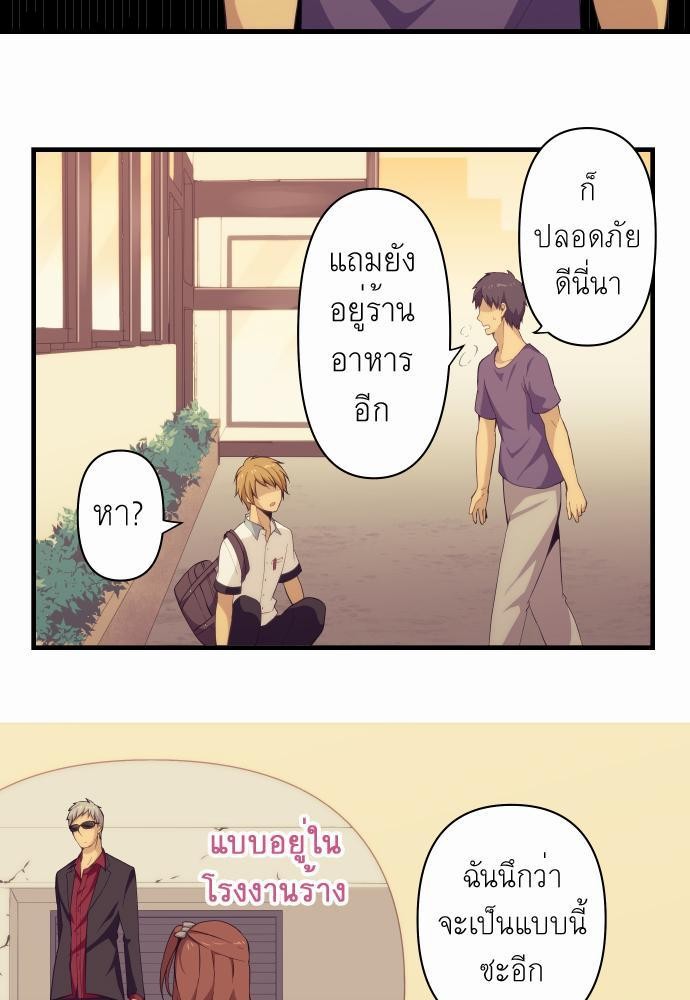 ก็
ปลอดภัย
ดีนี่นา
แถมยัง
อยู่ร้าน
อาหาร
อีก
หา?
แบบอยู่ใน
โรงงานร้าง
ฉันนึกว่า
จะเป็นแบบนี้
ซะอีก